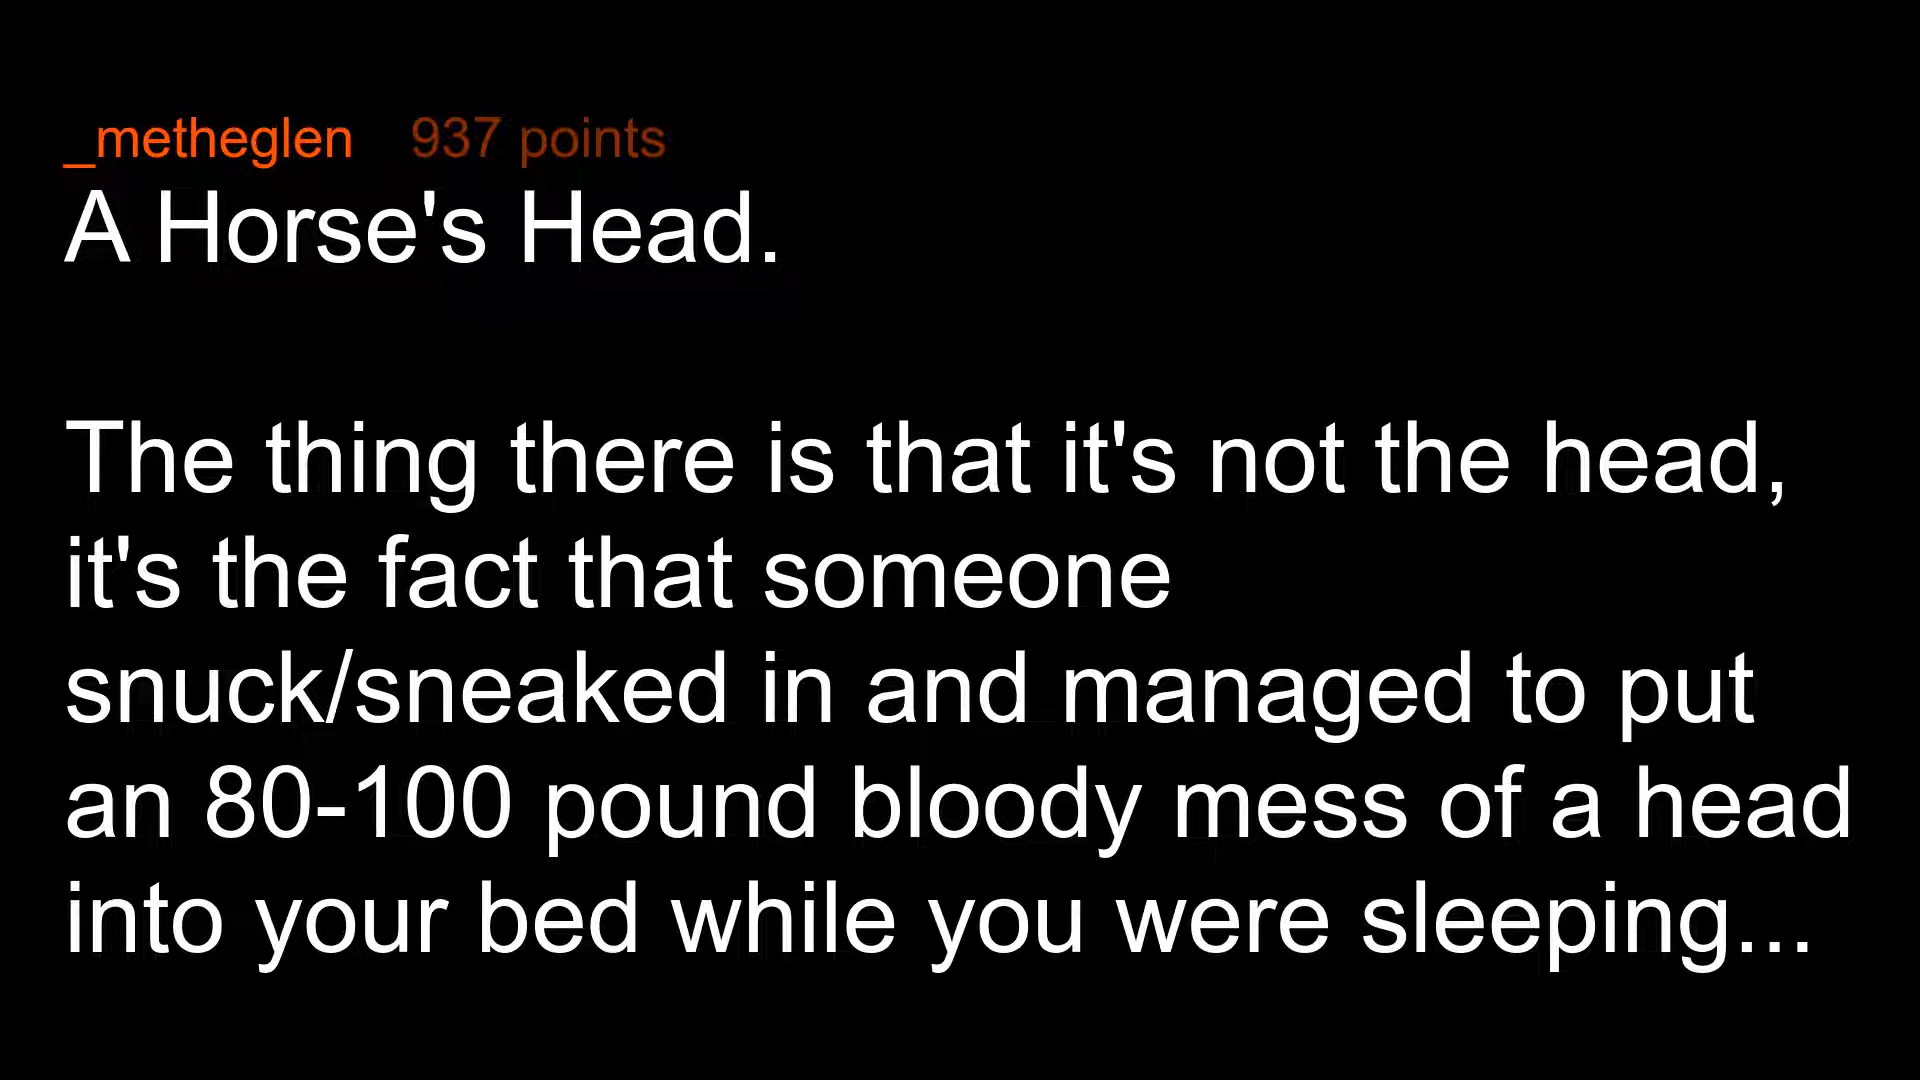 _metheglen 937 points
A Horse's Head.
The thing there is that it's not the head,
it's the fact that someone
snuck/sneaked in and managed to put
an 80-100 pound bloody mess of a head
into your bed while you were sleeping...